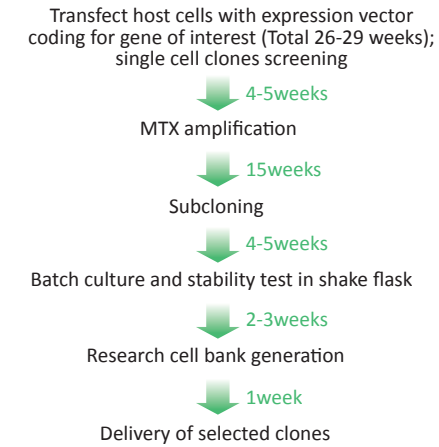 Transfect host cells with expression vector
coding for gene of interest (Total 26-29 weeks);
single cell clones screening
4-5weeks
MTX amplification
15weeks
Subcloning
4-5weeks
Batch culture and stability test in shake flask
2-3weeks
Research cell bank generation
1week
Delivery of selected clones